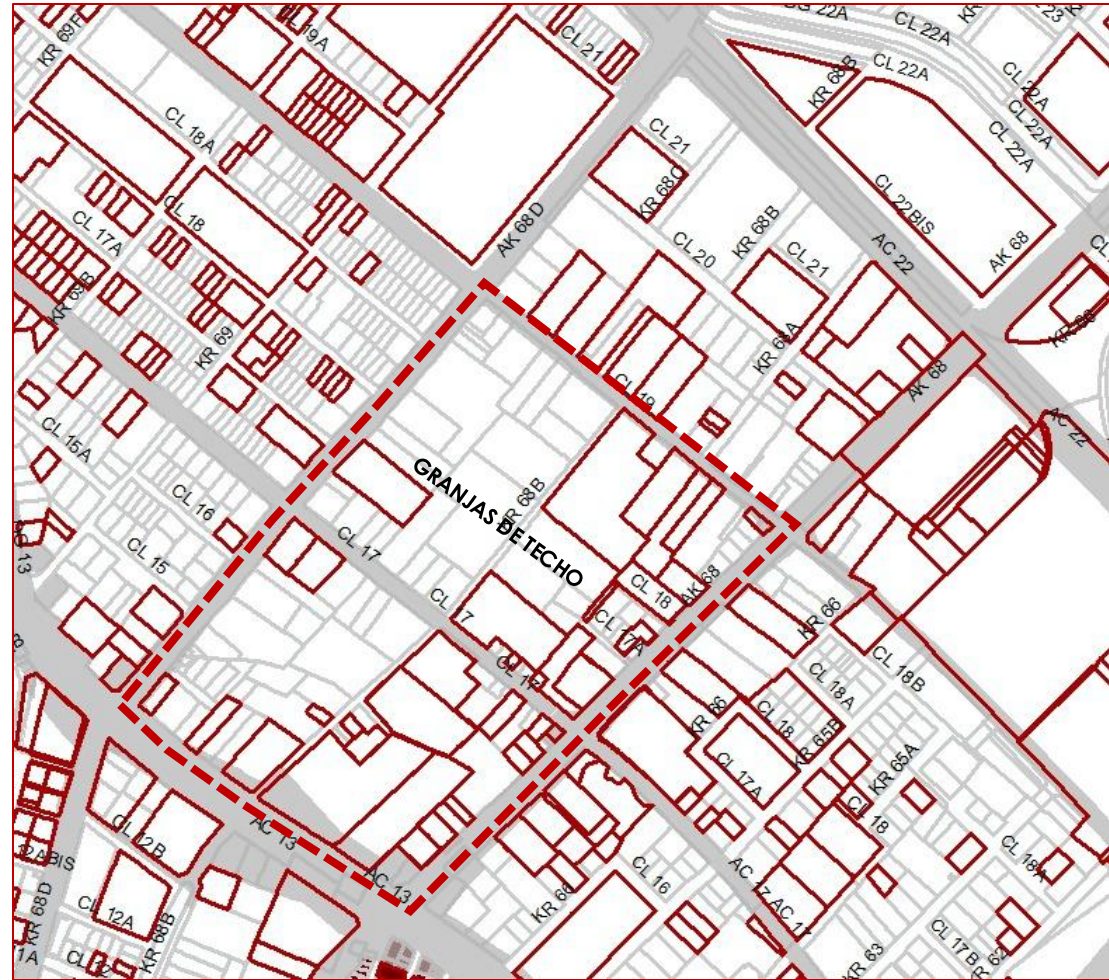 CL 22A
CL 22A
23
KR 69F
CL 19A
CL 21
KR 68B
CL 22A
CL 22A
CL 22A
CL 22A
CL 18A
CL 21
KR 68C
CL 22BIS
AK 68
AC 22
CL 18
CL 17A
AK 68D
KR 68B
CL 20
CL 21
KR 69B
KR 69
KR 68A
AK 68
AC 22
CL 19
CL 15A
CL 16
CL 15
GRANJAS DE TECHO
KR 68B
CL 17
CL 17
CL 18
AK 68
CL 17A
CL 17
KR 66
CL 18B
CL 18A
KR 66
CL 18
KR 65B
KR 65A
CL 17A
CL 18
CL 18A
AC 13
AC 13
CL 12B
12ABIS
KR 68D
CL 12A
KR 68B
KR 66
CL 16
AC 17
AC 17
KR 63
CL 17B